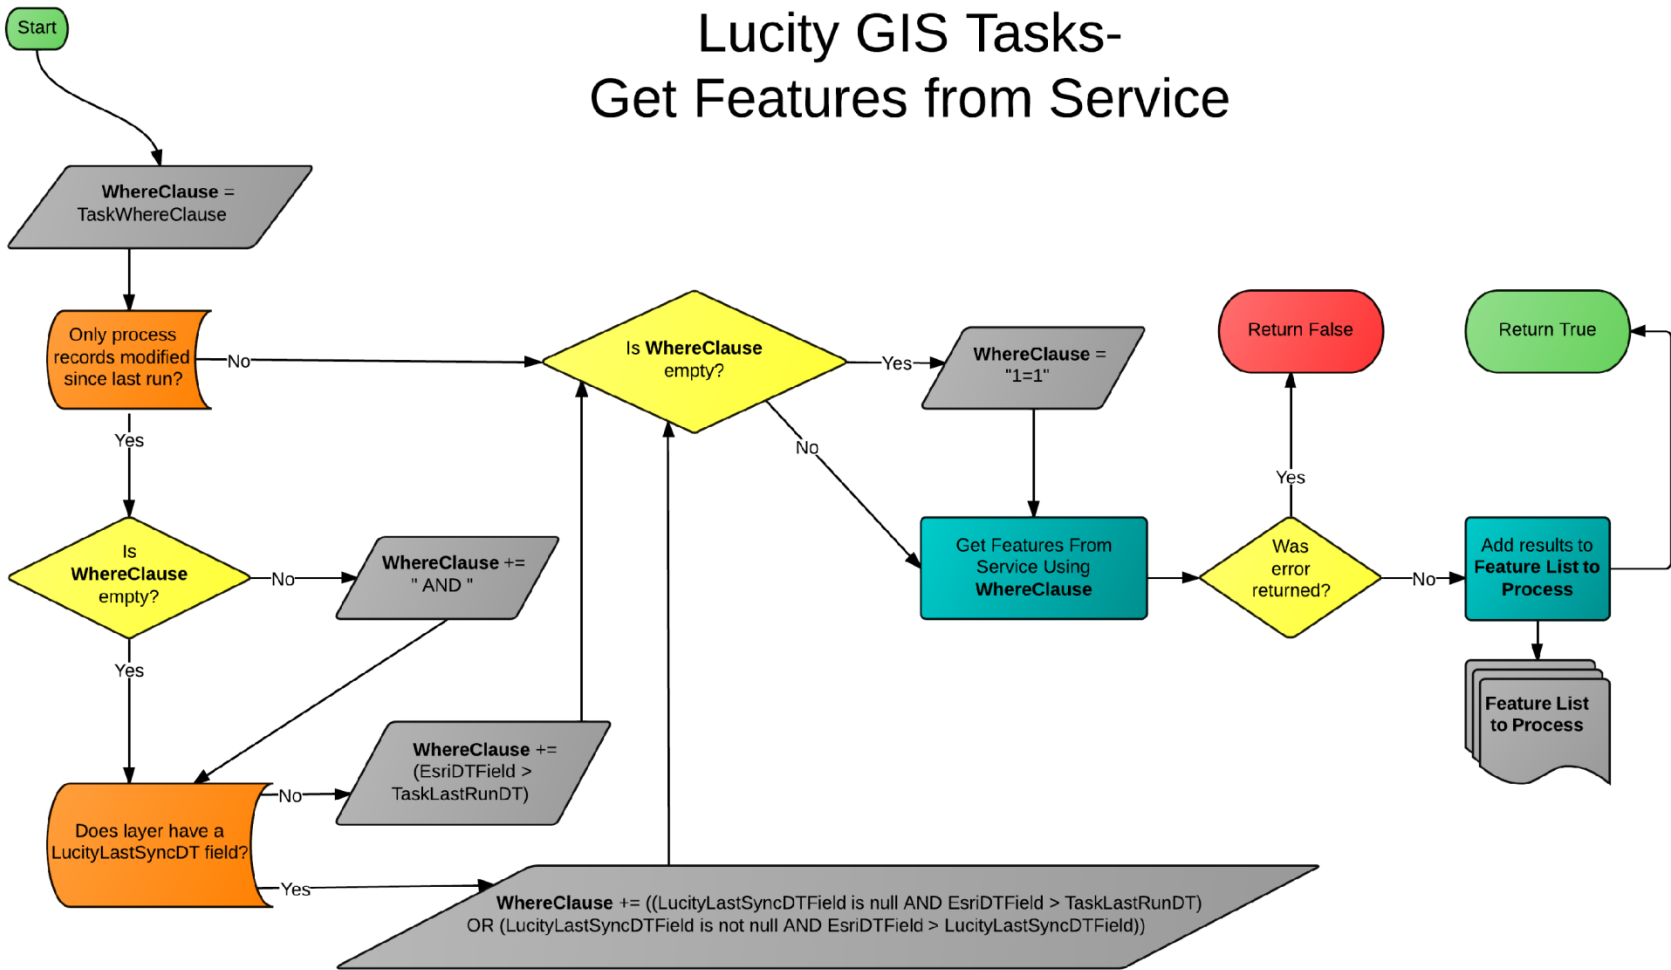 Lucity GIS Tasks-
Get Features from Service
Start
WhereClause =
TaskWhereClause
Only process
records modified
since last run?
No
Yes
Is WhereClause
empty?
Yes
No
WhereClause =
"1=1"
Return False
Return True
Is
WhereClause
empty?
No
Yes
WhereClause +=
" AND "
Get Features From
Service Using
WhereClause
Was
error
returned?
Yes
No
Add results to
Feature List to
Process
Feature List
to Process
Does layer have a
LucityLastSyncDT field?
No
Yes
WhereClause +=
(EsriDTField >
TaskLastRunDT)
WhereClause += ((LucityLastSyncDTField is null AND EsriDTField > TaskLastRunDT)
OR (LucityLastSyncDTField is not null AND EsriDTField > LucityLastSyncDTField))